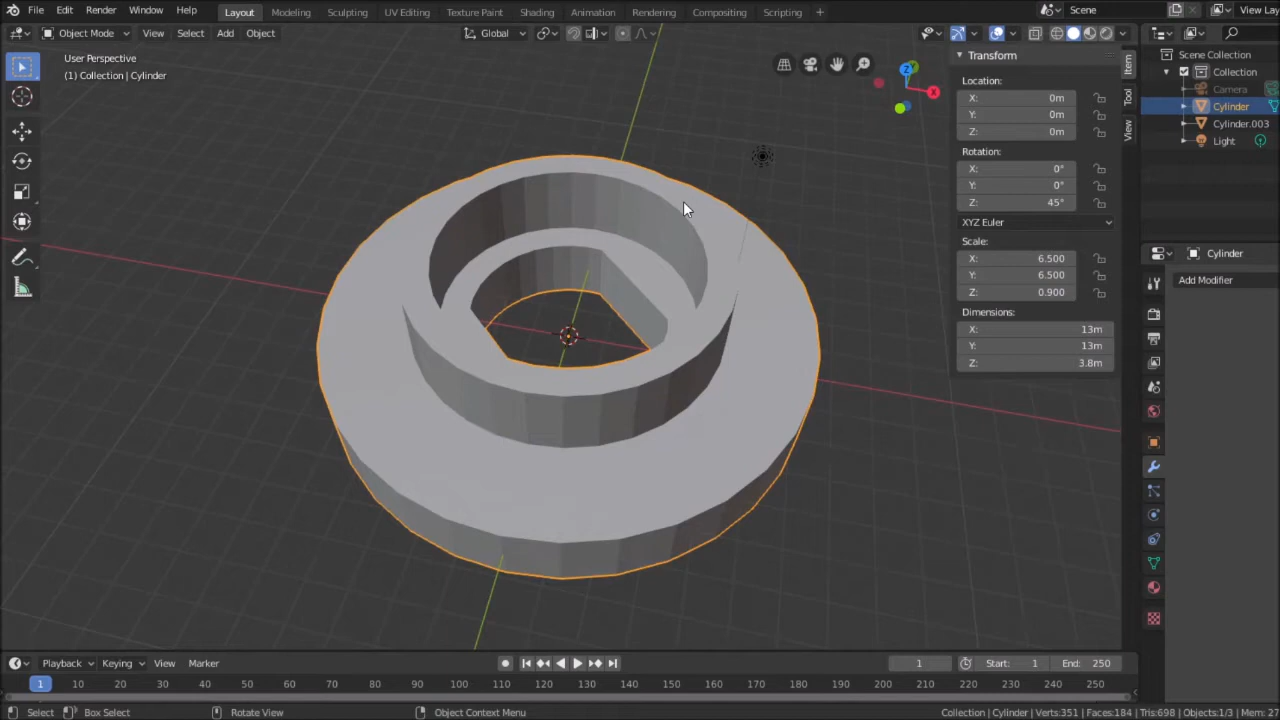 File Edit Render Window Help Layout Modeling Sculpting UV Editing Texture Paint Shading Animation Rendering Compositing Scripting + Scene View Lay
Object Mode View Select Add Object Global
User Perspective
(1) Collection | Cylinder
Transform
Location:
X: 0m
Y: 0m
Z: 0m
Rotation:
X: 0°
Y: 0°
Z: 45°
XYZ Euler
Scale:
X: 6.500
Y: 6.500
Z: 0.900
Dimensions:
X: 13m
Y: 13m
Z: 3.8m
Item
Tool
View
Z
X
Scene Collection
Collection
Camera
Cylinder
Cylinder.003
Light
Cylinder
Add Modifier
Playback Keying View Marker 1 Start: 1 End: 250
1 10 20 30 40 50 60 70 80 90 100 110 120 130 140 150 160 170 180 190 200 210 220 230 240 250
Select Box Select Rotate View Object Context Menu Collection | Cylinder | Verts:351 | Faces:184 | Tris:698 | Objects:1/3 | Mem: 27